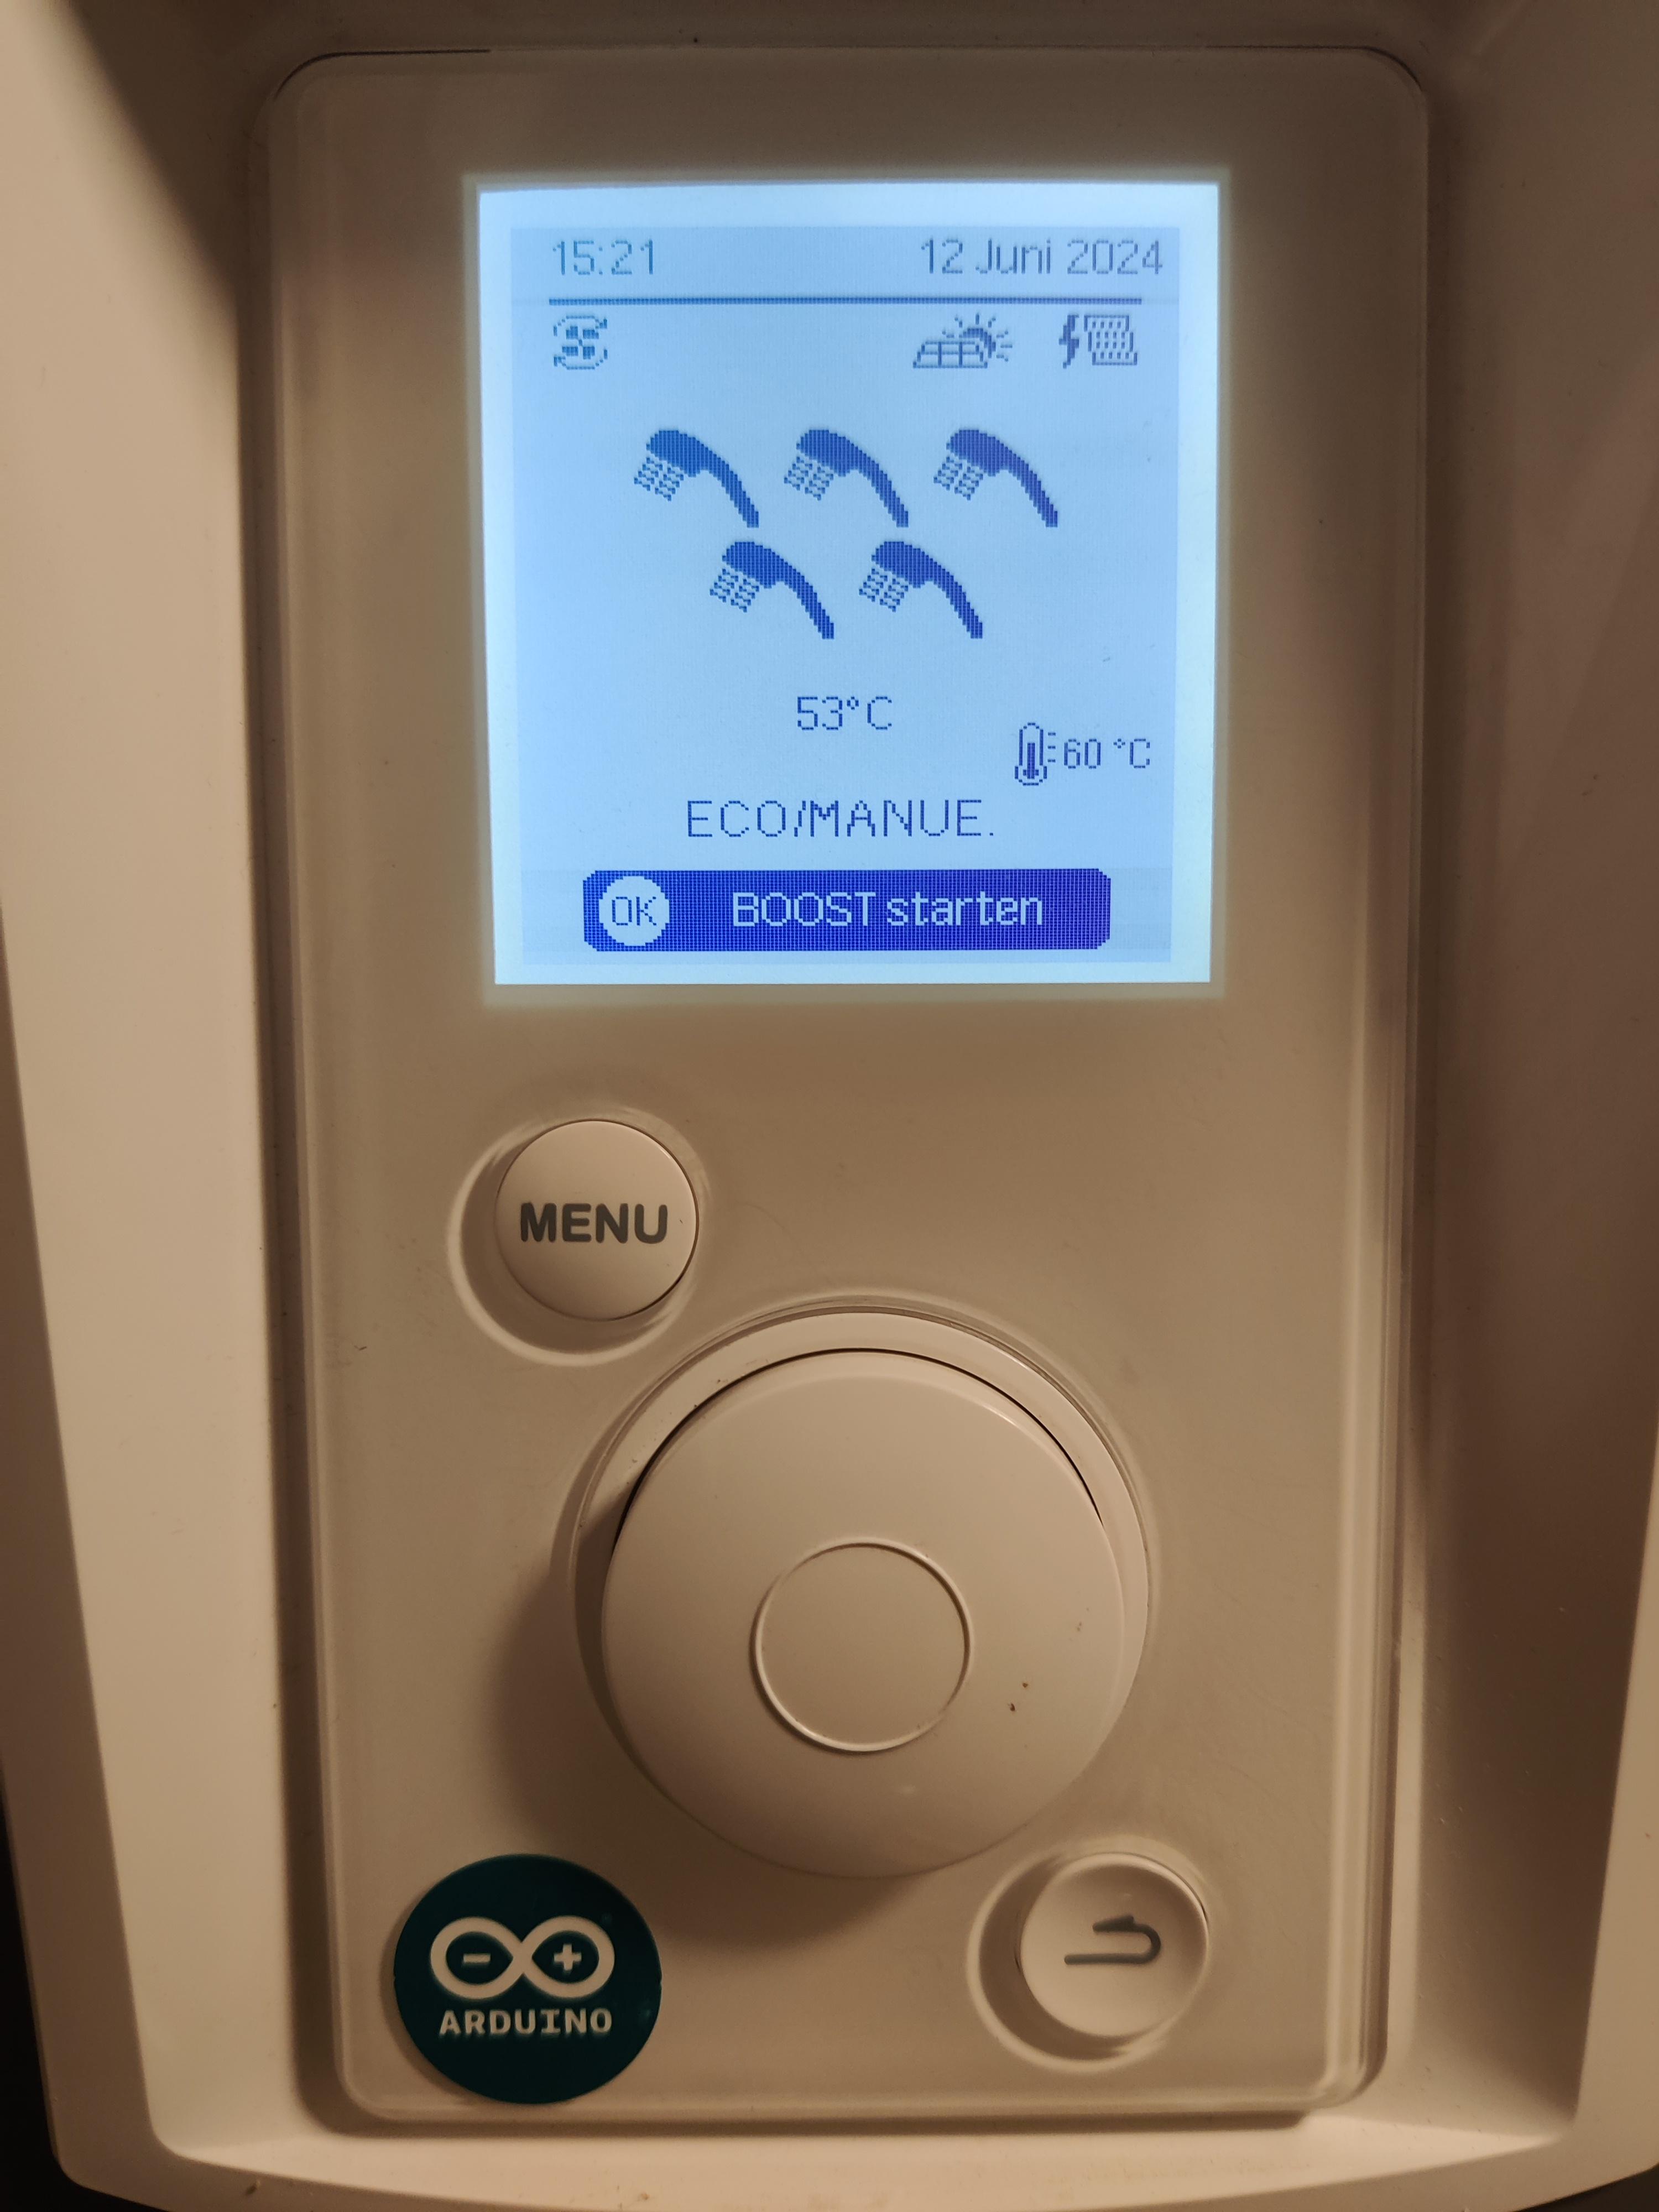 15:21 12 Juni 2024
53°C
60 °C
ECO/MANUE.
OK BOOST starten
MENU
ARDUINO